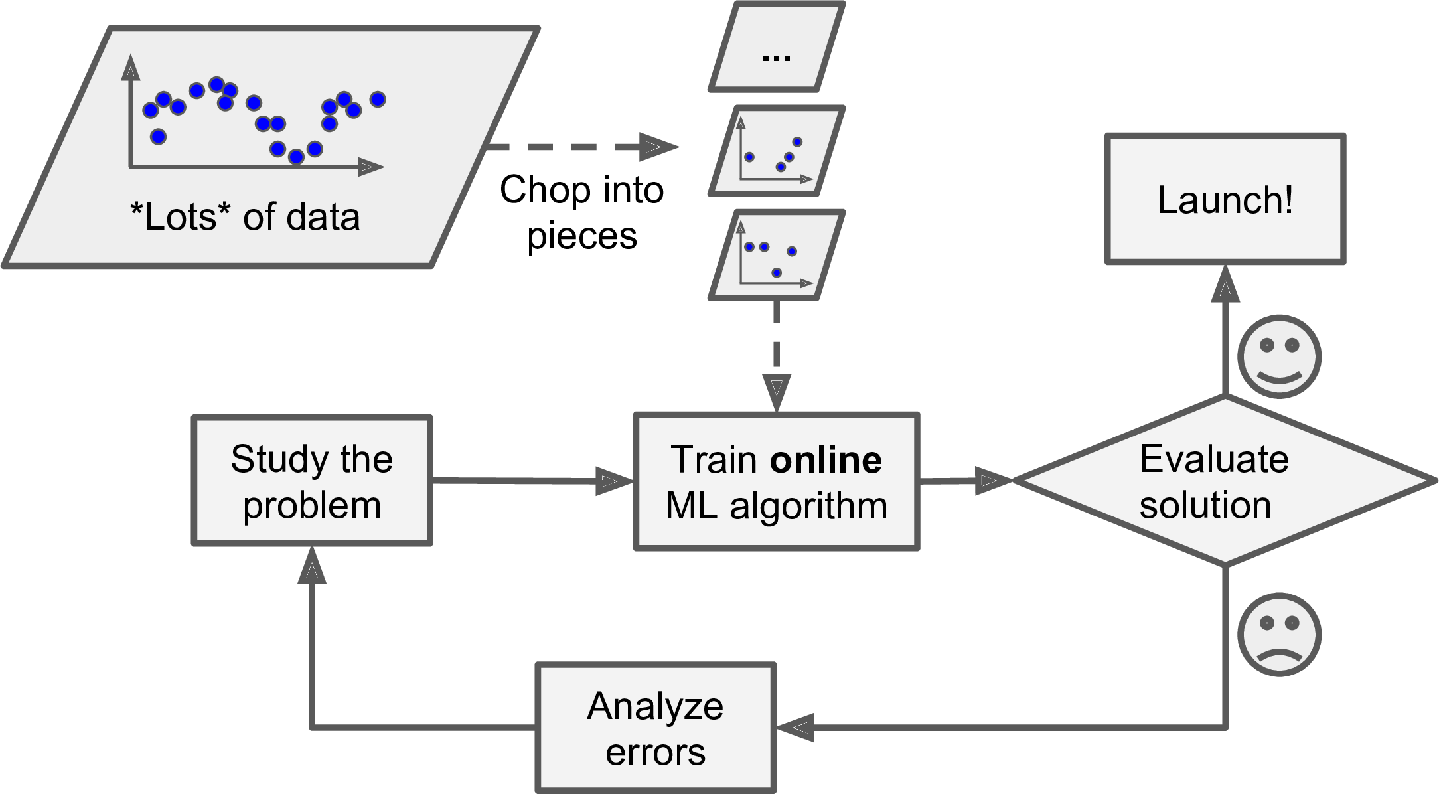 ...
*Lots* of data
Chop into
pieces
Launch!
Study the
problem
Train online
ML algorithm
Evaluate
solution
Analyze
errors